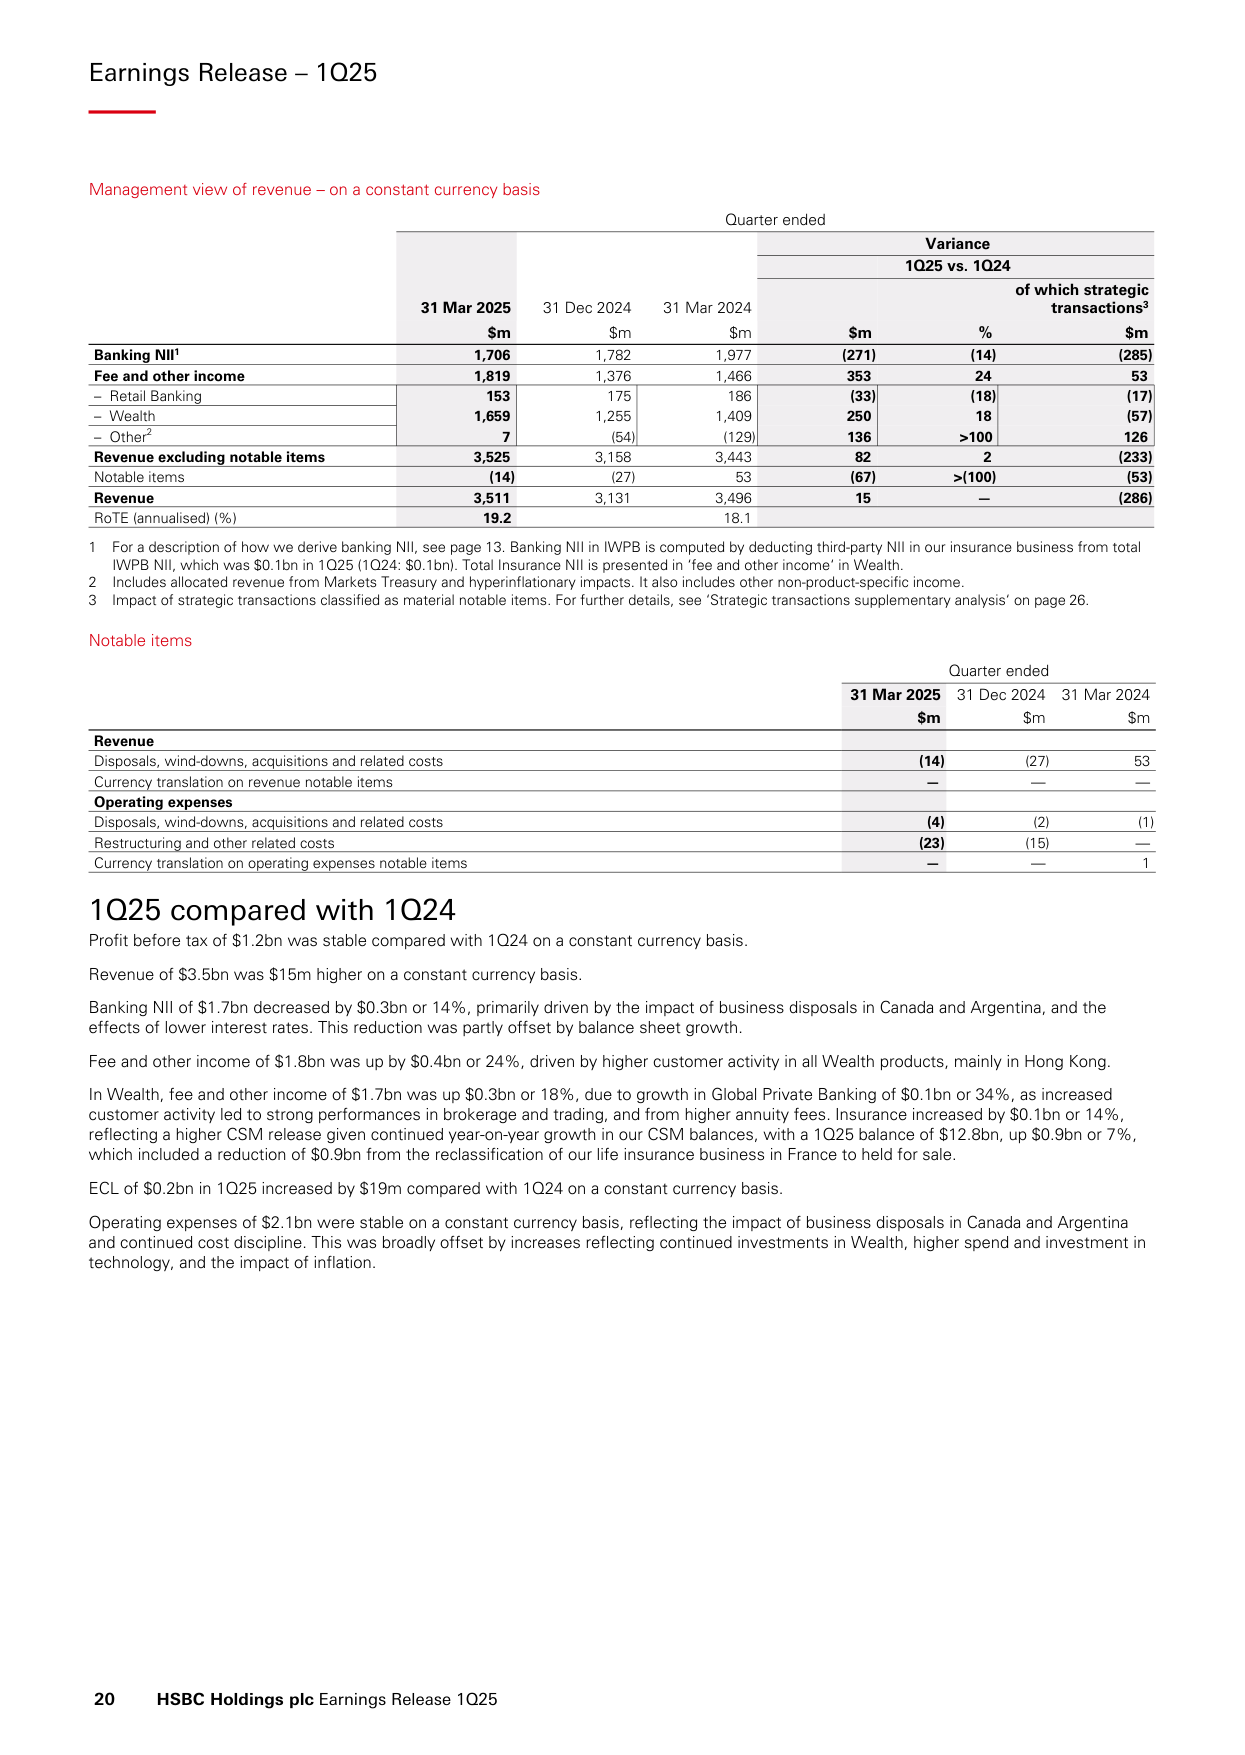 Earnings Release – 1Q25
Management view of revenue – on a constant currency basis
Quarter ended
Variance
1Q25 vs. 1Q24
31 Mar 2025 31 Dec 2024 31 Mar 2024 of which strategic transactions3
$m $m $m $m % $m
Banking NII1 1,706 1,782 1,977 (271) (14) (285)
Fee and other income 1,819 1,376 1,466 353 24 53
– Retail Banking 153 175 186 (33) (18) (17)
– Wealth 1,659 1,255 1,409 250 18 (57)
– Other2 7 (54) (129) 136 >100 126
Revenue excluding notable items 3,525 3,158 3,443 82 2 (233)
Notable items (14) (27) 53 (67) >(100) (53)
Revenue 3,511 3,131 3,496 15 — (286)
RoTE (annualised) (%) 19.2 18.1
1 For a description of how we derive banking NII, see page 13. Banking NII in IWPB is computed by deducting third-party NII in our insurance business from total
IWPB NII, which was $0.1bn in 1Q25 (1Q24: $0.1bn). Total Insurance NII is presented in ‘fee and other income’ in Wealth.
2 Includes allocated revenue from Markets Treasury and hyperinflationary impacts. It also includes other non-product-specific income.
3 Impact of strategic transactions classified as material notable items. For further details, see ‘Strategic transactions supplementary analysis’ on page 26.
Notable items
Quarter ended
31 Mar 2025 31 Dec 2024 31 Mar 2024
$m $m $m
Revenue
Disposals, wind-downs, acquisitions and related costs (14) (27) 53
Currency translation on revenue notable items — — —
Operating expenses
Disposals, wind-downs, acquisitions and related costs (4) (2) (1)
Restructuring and other related costs (23) (15) —
Currency translation on operating expenses notable items — — 1
1Q25 compared with 1Q24
Profit before tax of $1.2bn was stable compared with 1Q24 on a constant currency basis.
Revenue of $3.5bn was $15m higher on a constant currency basis.
Banking NII of $1.7bn decreased by $0.3bn or 14%, primarily driven by the impact of business disposals in Canada and Argentina, and the
effects of lower interest rates. This reduction was partly offset by balance sheet growth.
Fee and other income of $1.8bn was up by $0.4bn or 24%, driven by higher customer activity in all Wealth products, mainly in Hong Kong.
In Wealth, fee and other income of $1.7bn was up $0.3bn or 18%, due to growth in Global Private Banking of $0.1bn or 34%, as increased
customer activity led to strong performances in brokerage and trading, and from higher annuity fees. Insurance increased by $0.1bn or 14%,
reflecting a higher CSM release given continued year-on-year growth in our CSM balances, with a 1Q25 balance of $12.8bn, up $0.9bn or 7%,
which included a reduction of $0.9bn from the reclassification of our life insurance business in France to held for sale.
ECL of $0.2bn in 1Q25 increased by $19m compared with 1Q24 on a constant currency basis.
Operating expenses of $2.1bn were stable on a constant currency basis, reflecting the impact of business disposals in Canada and Argentina
and continued cost discipline. This was broadly offset by increases reflecting continued investments in Wealth, higher spend and investment in
technology, and the impact of inflation.
20 HSBC Holdings plc Earnings Release 1Q25